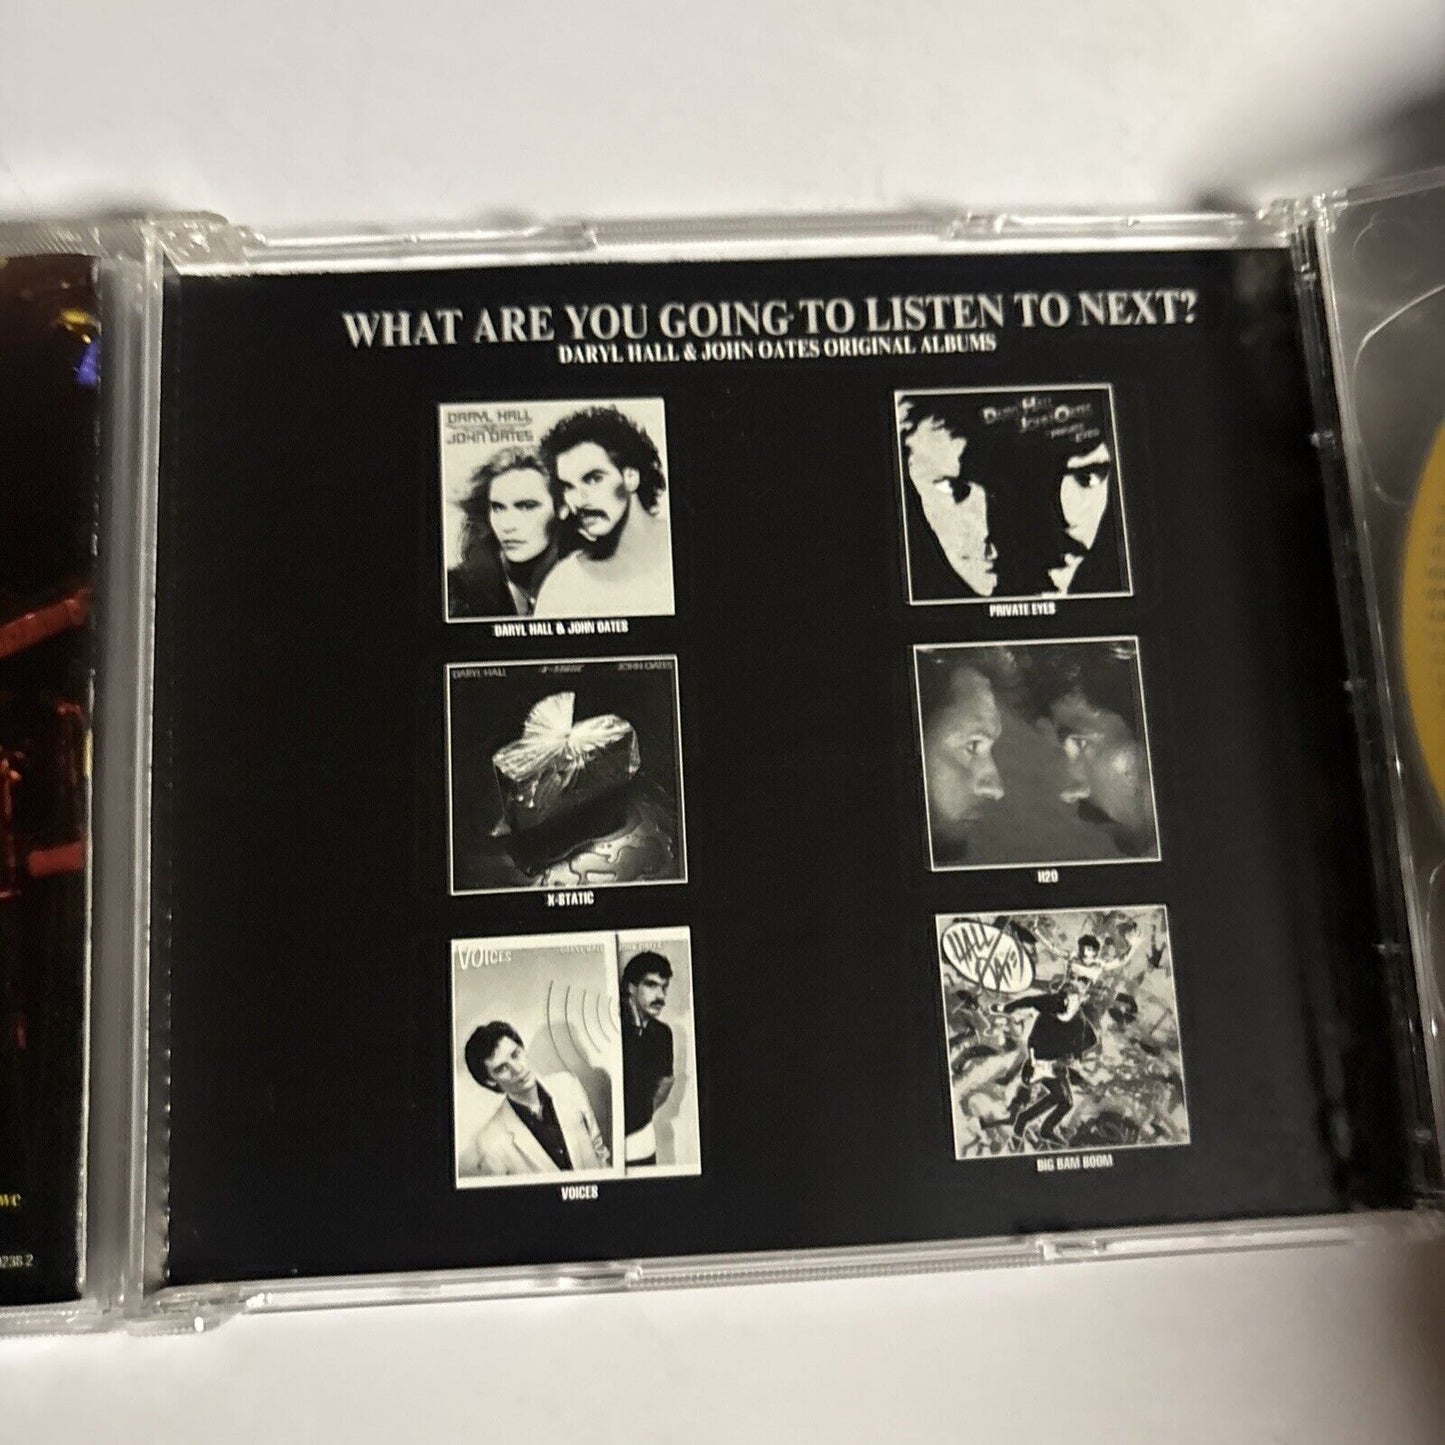 WHAT ARE YOU GOING TO LISTEN TO NEXT?
DARYL HALL & JOHN OATES ORIGINAL ALBUMS
DARYL HALL
JOHN OATES
DARYL HALL & JOHN OATES
DARYL HALL
JOHN OATES
PRIVATE EYES
PRIVATE EYES
DARYL HALL
JOHN OATES
X-STATIC
H2O
VOICES
VOICES
HALL
OATES
BIG BAM BOOM